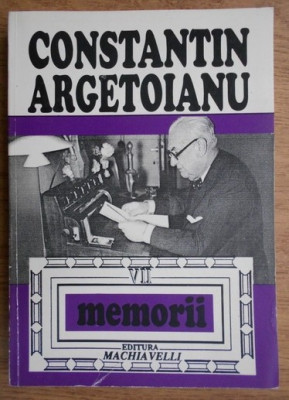 CONSTANTIN
ARGETOIANU
VII
memorii
EDITURA
MACHIAVELLI